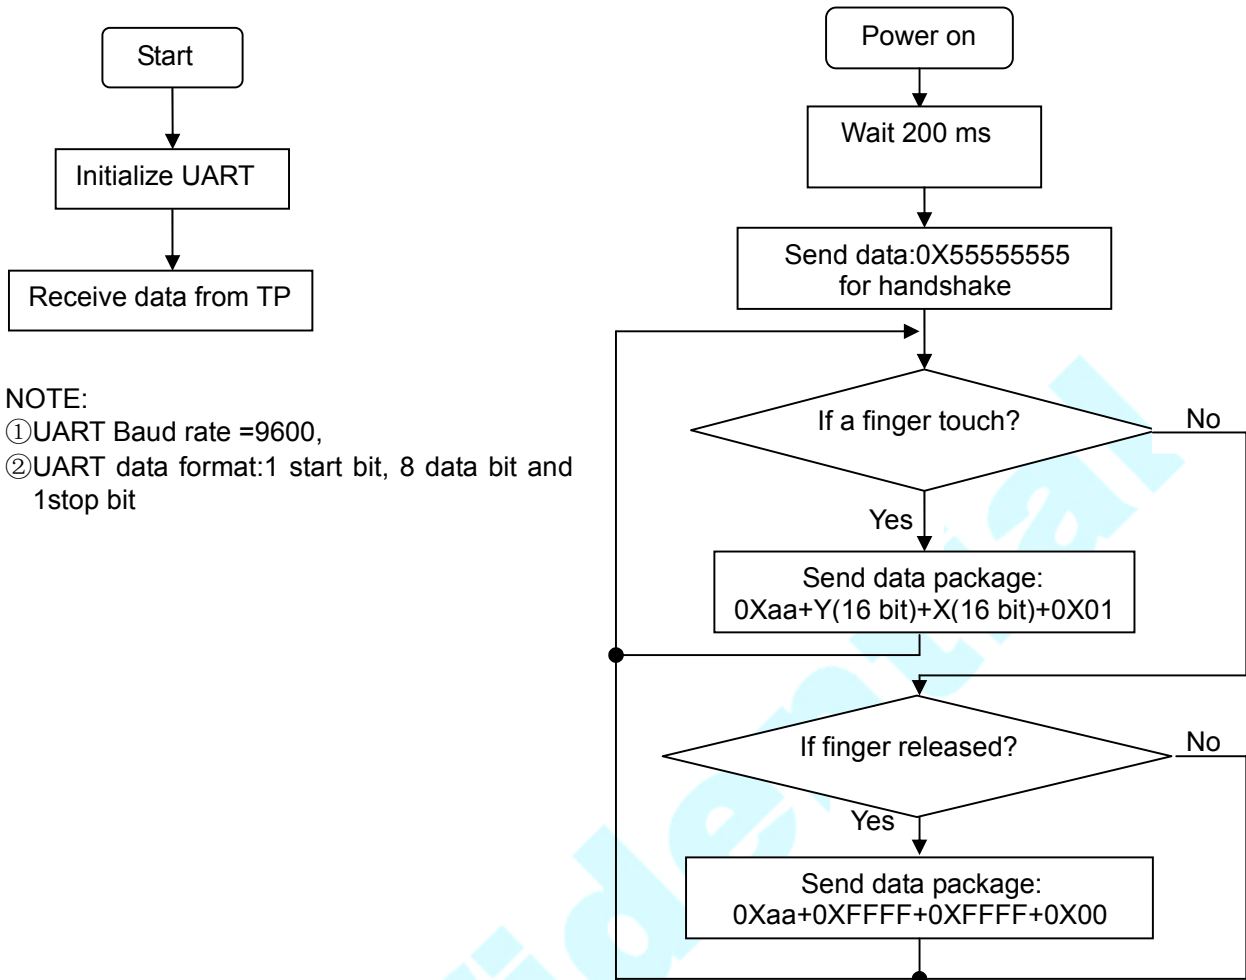 Start
Initialize UART
Receive data from TP
NOTE:
①UART Baud rate =9600,
②UART data format:1 start bit, 8 data bit and
1stop bit
Power on
Wait 200 ms
Send data:0X55555555
for handshake
If a finger touch?
No
Yes
Send data package:
0Xaa+Y(16 bit)+X(16 bit)+0X01
If finger released?
No
Yes
Send data package:
0Xaa+0XFFFF+0XFFFF+0X00